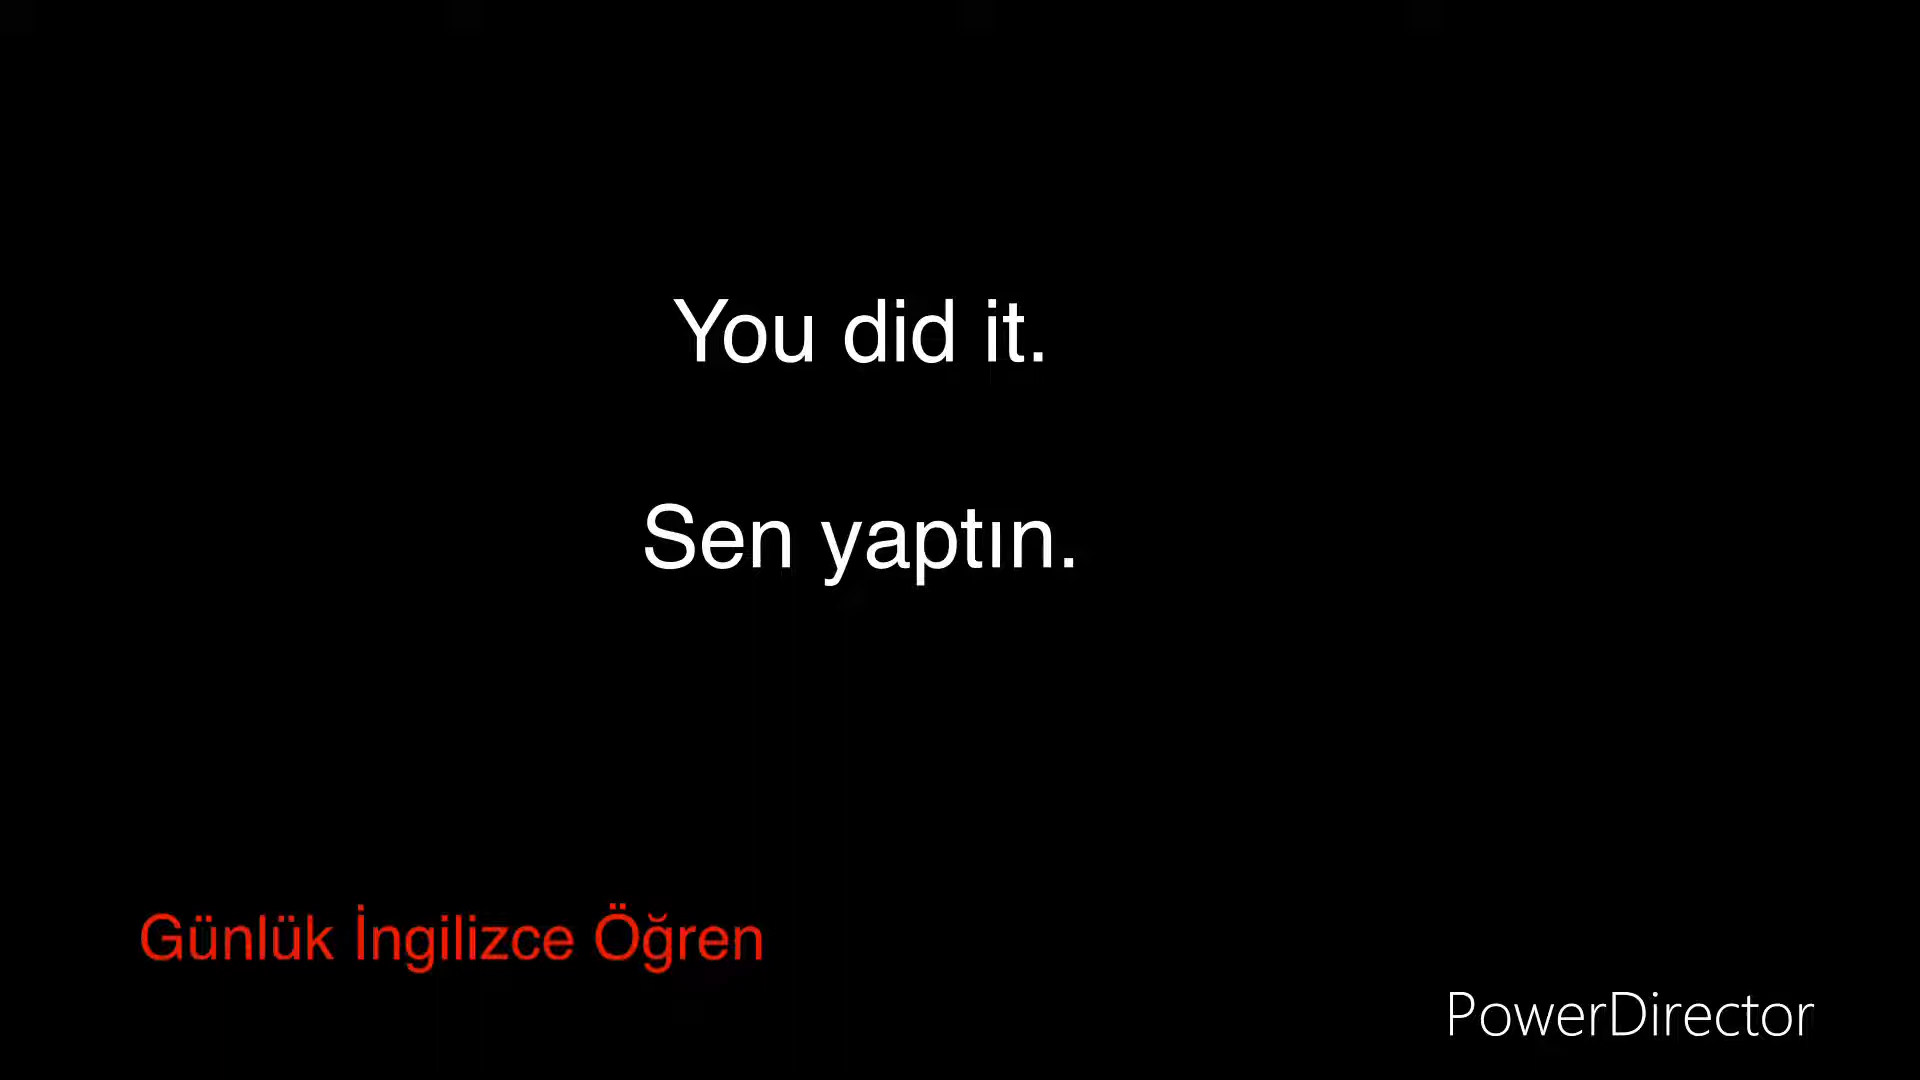 You did it.
Sen yaptın.
Günlük İngilizce Öğren
PowerDirector